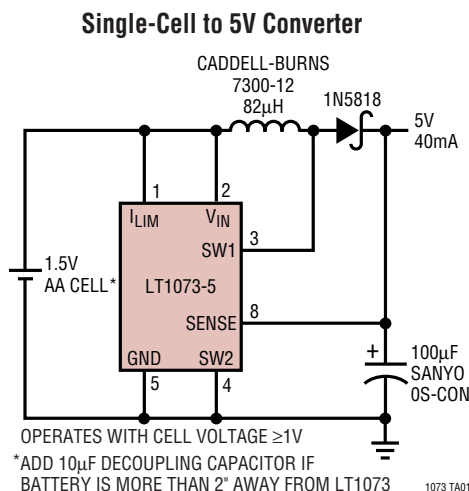 Single-Cell to 5V Converter
CADDELL-BURNS
7300-12
82µH
1N5818
5V
40mA
1
2
ILIM
VIN
SW1
3
1.5V
AA CELL*
LT1073-5
SENSE
8
GND
SW2
5
4
+
100µF
SANYO
0S-CON
OPERATES WITH CELL VOLTAGE ≥1V
*ADD 10µF DECOUPLING CAPACITOR IF
BATTERY IS MORE THAN 2" AWAY FROM LT1073
1073 TA01